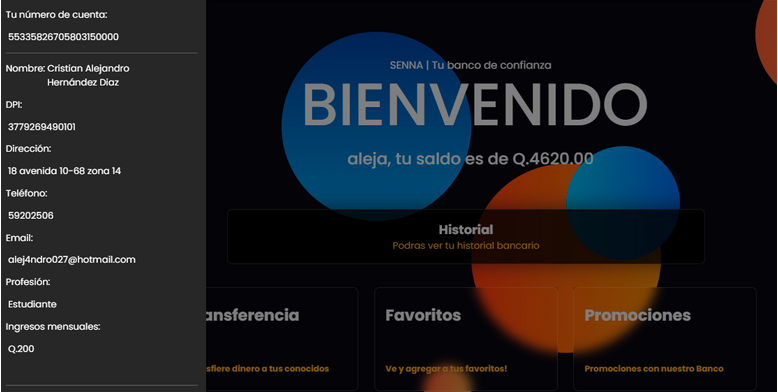 Tu número de cuenta:
55335826705803150000
Nombre: Cristian Alejandro
Hernández Díaz
DPI:
3779269490101
Dirección:
18 avenida 10-68 zona 14
Teléfono:
59202506
Email:
alej4ndro027@hotmail.com
Profesión:
Estudiante
Ingresos mensuales:
Q.200
SENNA | Tu banco de confianza
BIENVENIDO
aleja, tu saldo es de Q.4620.00
Historial
Podras ver tu historial bancario
ansferencia
sfiere dinero a tus conocidos
Favoritos
Ve y agregar a tus favoritos!
Promociones
Promociones con nuestro Banco